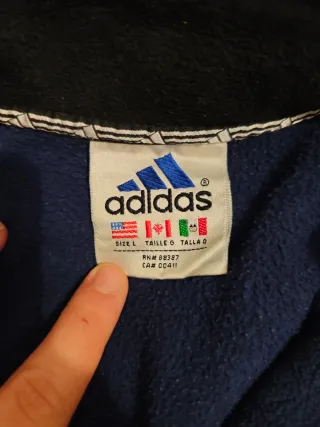 adidas®
SIZE L TAILLE G TALLA G
RN# 88387
CA# 00411